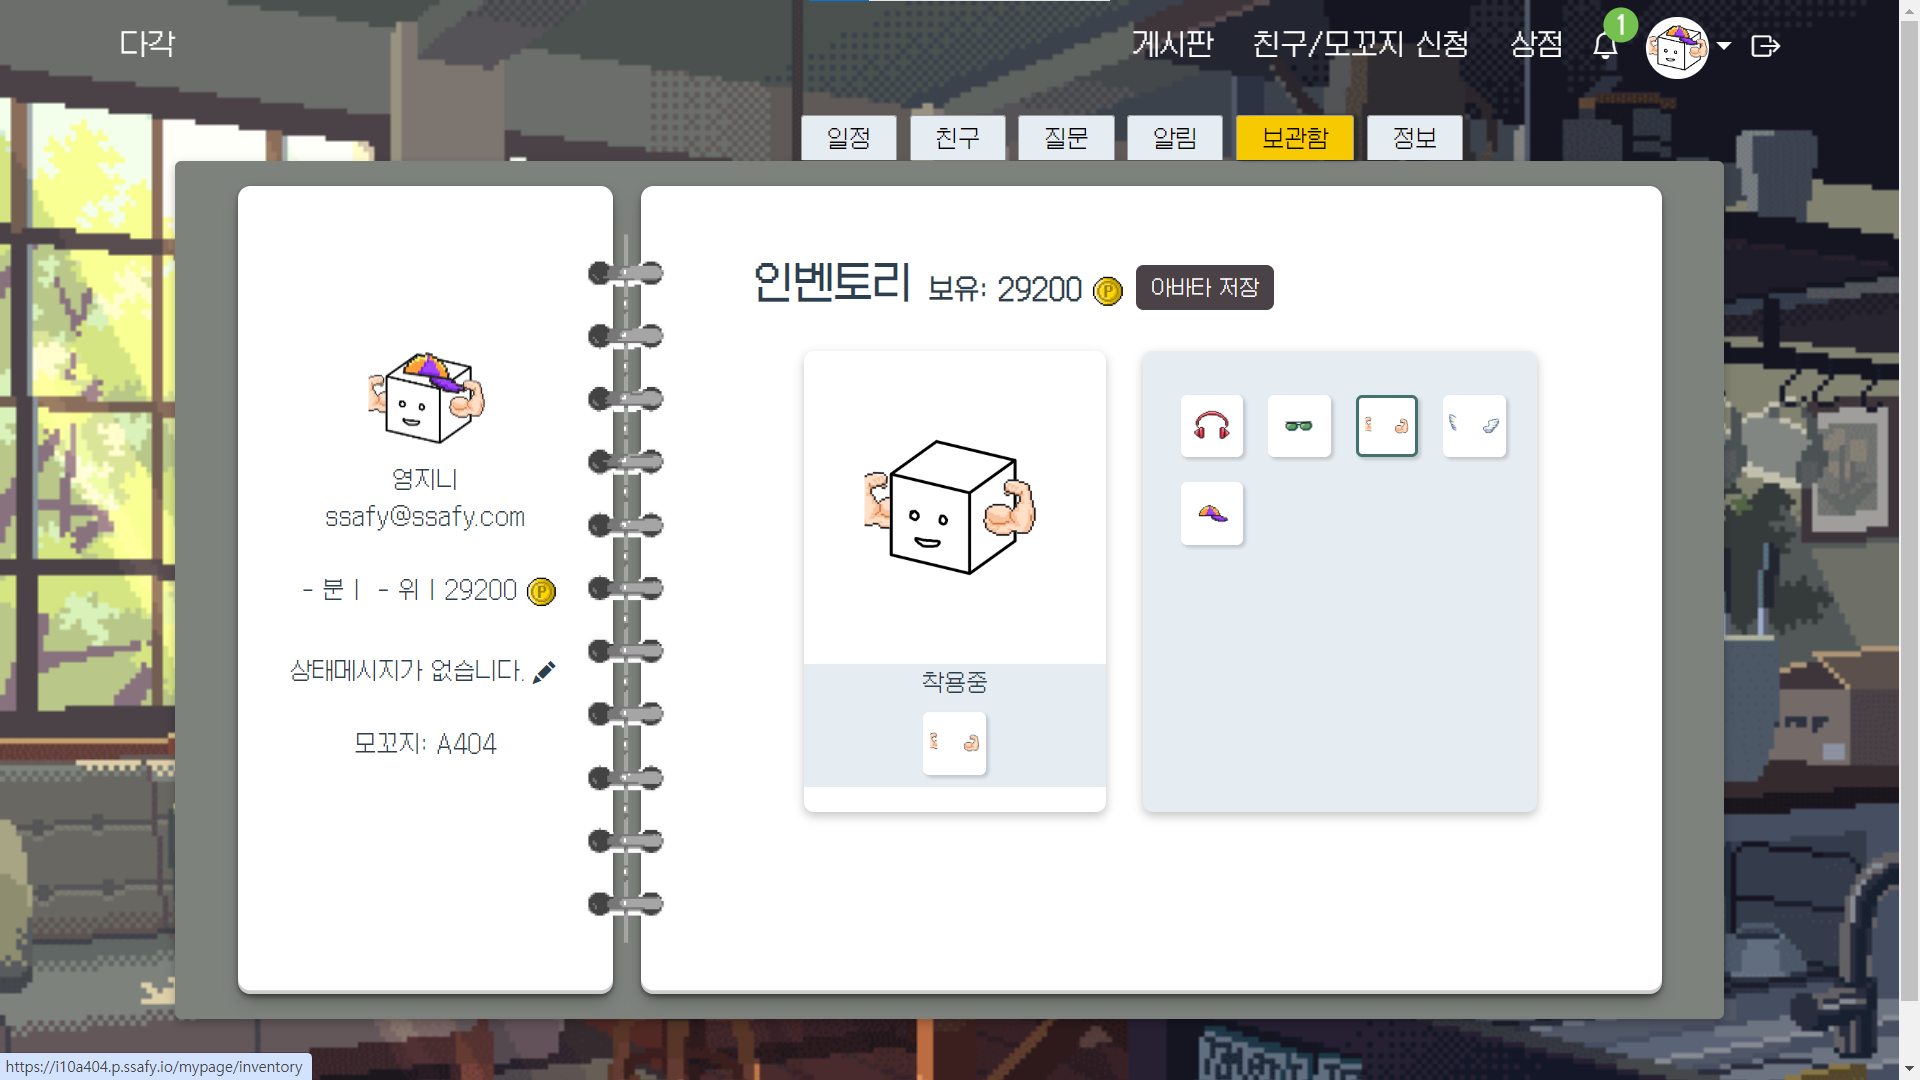 다각
게시판 친구/모꼬지 신청 상점 1
일정 친구 질문 알림 보관함 정보
영지니
ssafy@ssafy.com
- 분 | - 위 | 29200 P
상태메시지가 없습니다.
모꼬지: A404
인벤토리 보유: 29200 P 아바타 저장
착용중
https://i10a404.p.ssafy.io/mypage/inventory